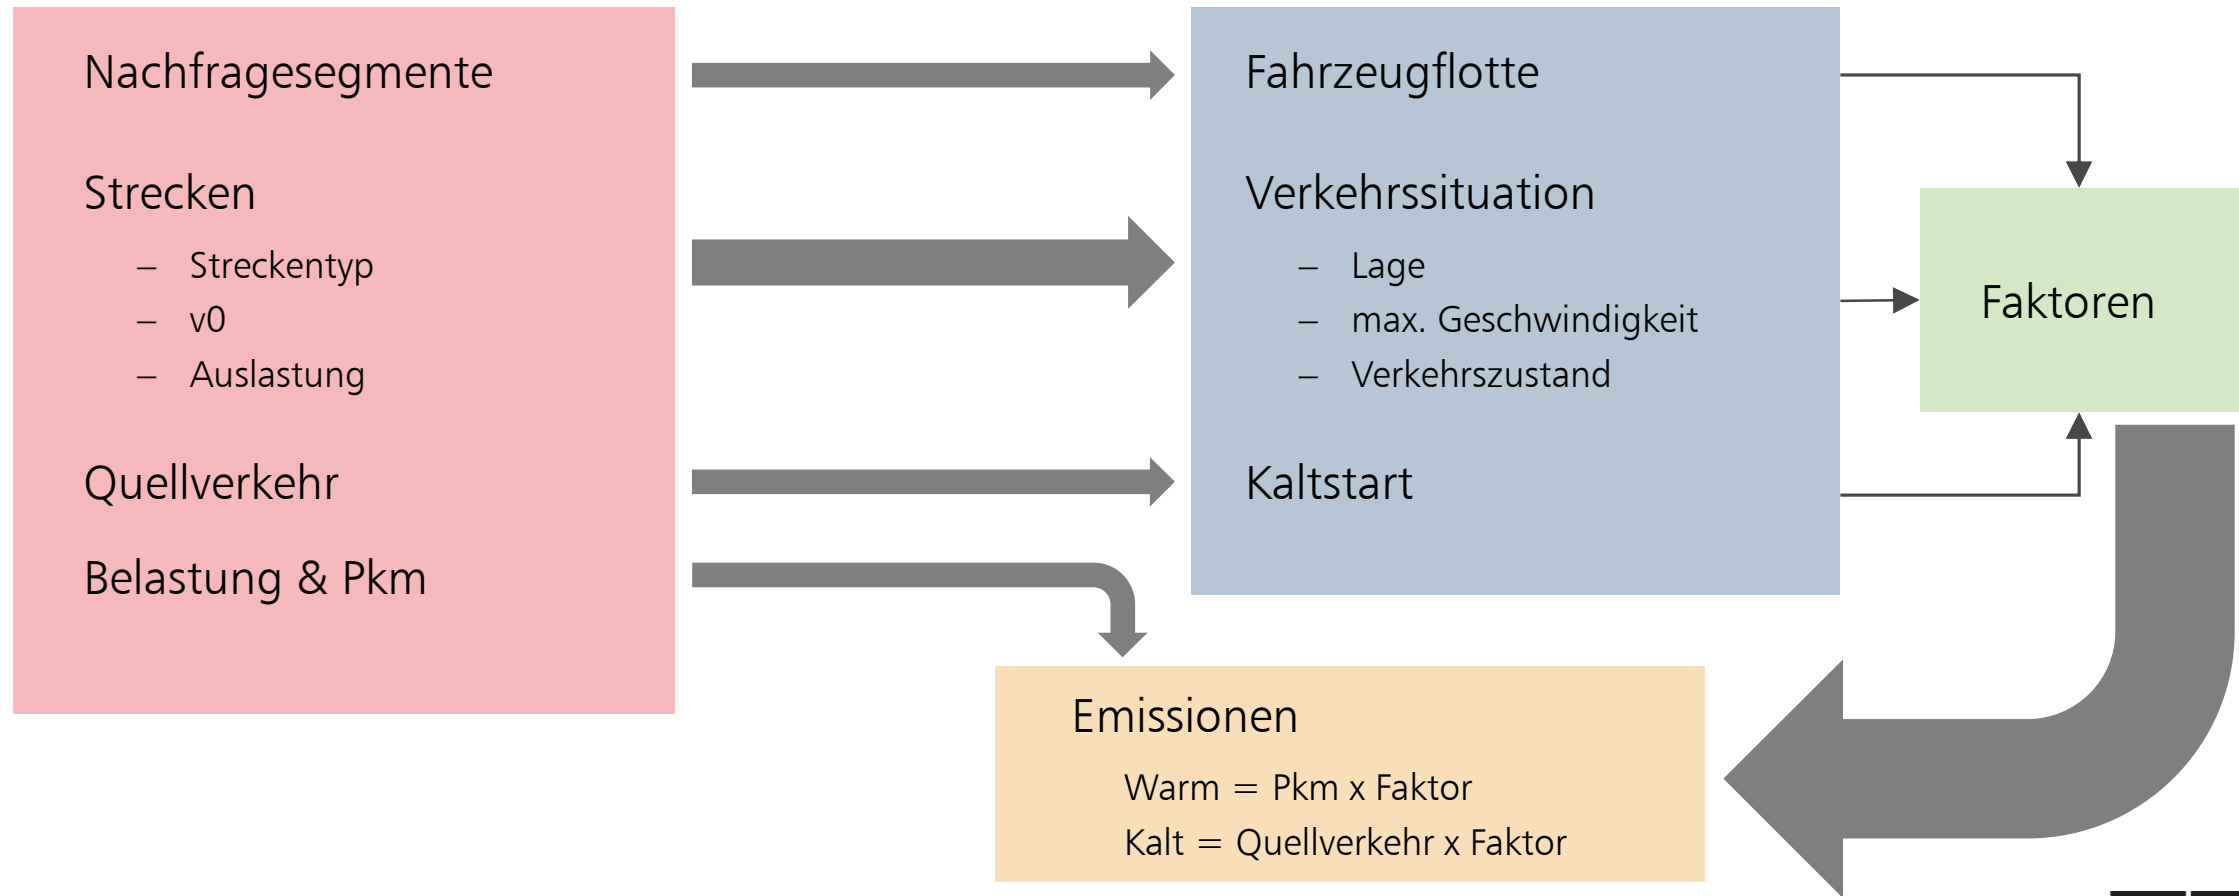 Nachfragesegmente
Strecken
– Streckentyp
– v0
– Auslastung
Quellverkehr
Belastung & Pkm
Fahrzeugflotte
Verkehrssituation
– Lage
– max. Geschwindigkeit
– Verkehrszustand
Kaltstart
Faktoren
Emissionen
Warm = Pkm x Faktor
Kalt = Quellverkehr x Faktor